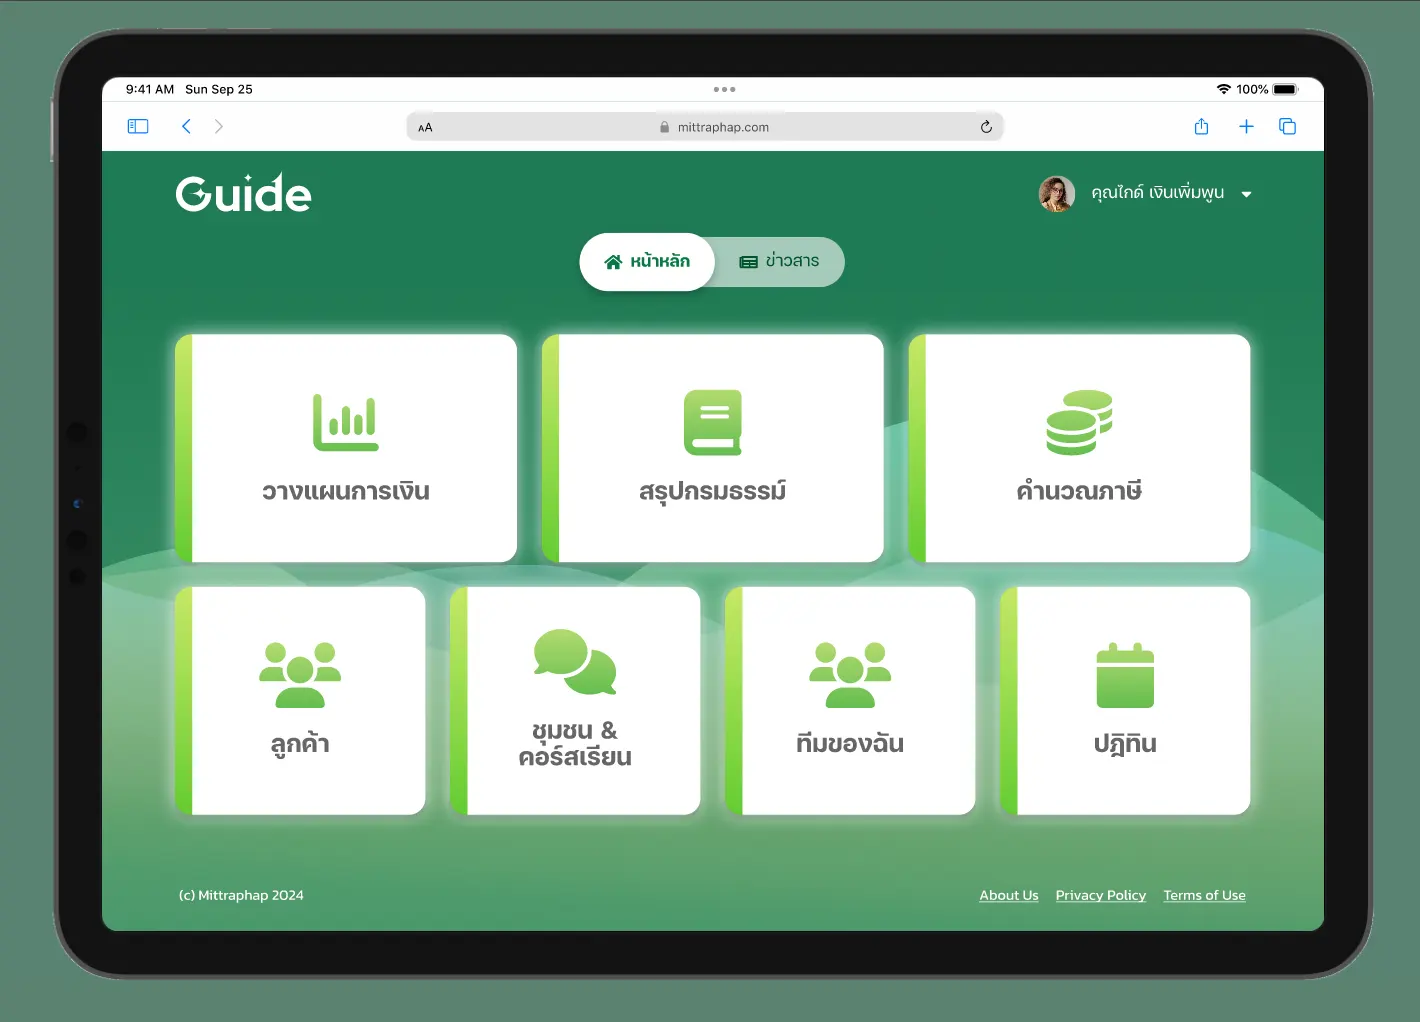 9:41 AM Sun Sep 25
100%
AA
mittraphap.com
Guide
คุณไกด์ เงินเพิ่มพูน
หน้าหลัก
ข่าวสาร
วางแผนการเงิน
สรุปกรมธรรม์
คำนวณภาษี
ลูกค้า
ชุมชน &
คอร์สเรียน
ทีมของฉัน
ปฎิทิน
(c) Mittraphap 2024
About Us Privacy Policy Terms of Use